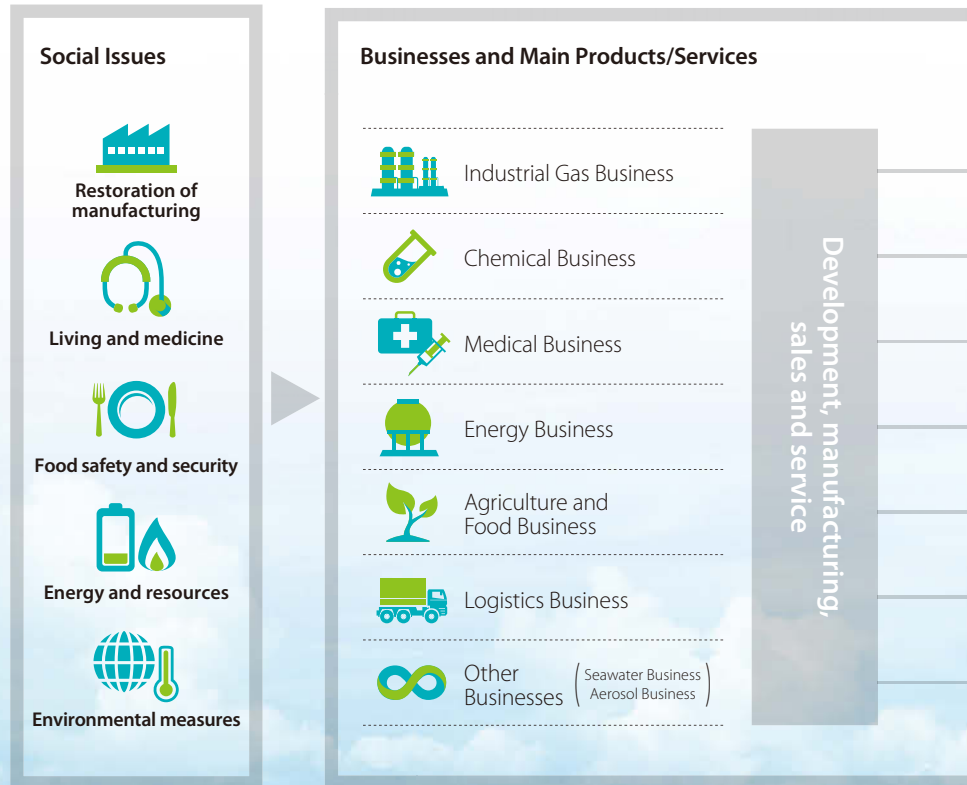 Social Issues
Restoration of
manufacturing
Living and medicine
Food safety and security
Energy and resources
Environmental measures
Businesses and Main Products/Services
Industrial Gas Business
Chemical Business
Medical Business
Energy Business
Agriculture and
Food Business
Logistics Business
Other
Businesses
(Seawater Business
Aerosol Business)
Development, manufacturing,
sales and service